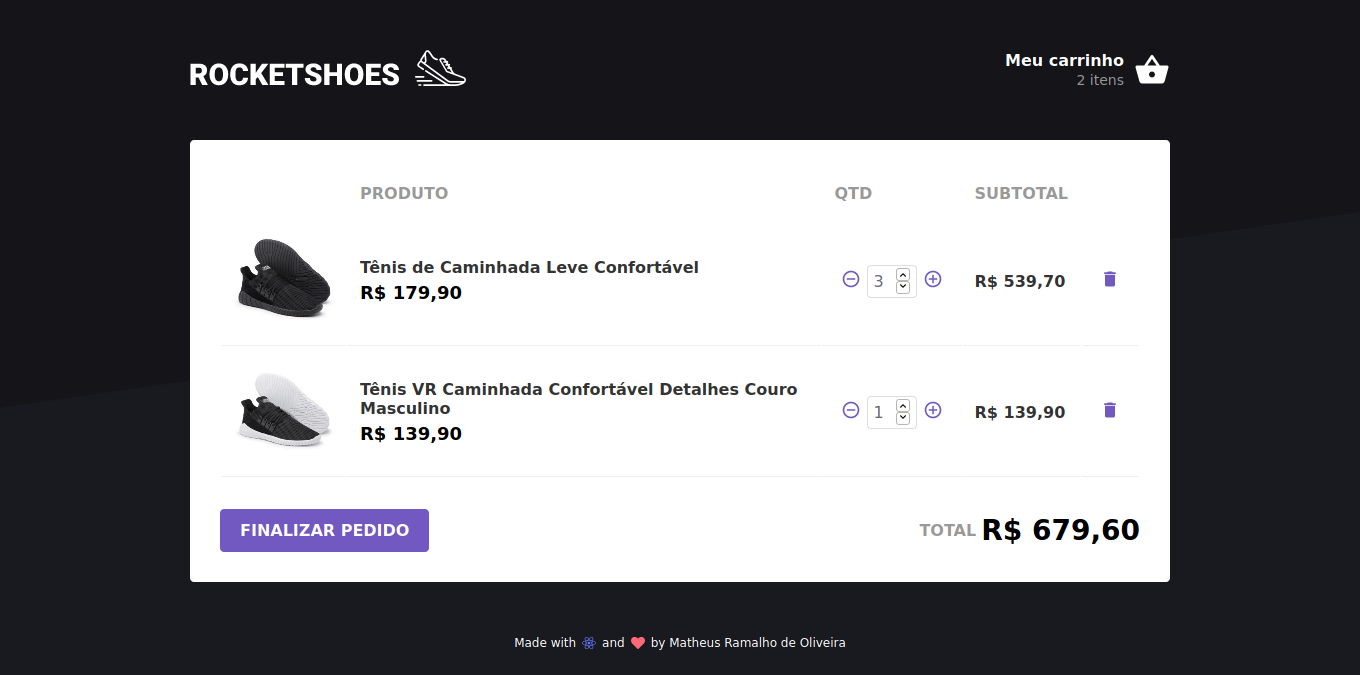 ROCKETSHOES
Meu carrinho
2 itens
PRODUTO QTD SUBTOTAL
Tênis de Caminhada Leve Confortável
R$ 179,90
3
R$ 539,70
Tênis VR Caminhada Confortável Detalhes Couro
Masculino
R$ 139,90
1
R$ 139,90
FINALIZAR PEDIDO
TOTAL R$ 679,60
Made with and by Matheus Ramalho de Oliveira